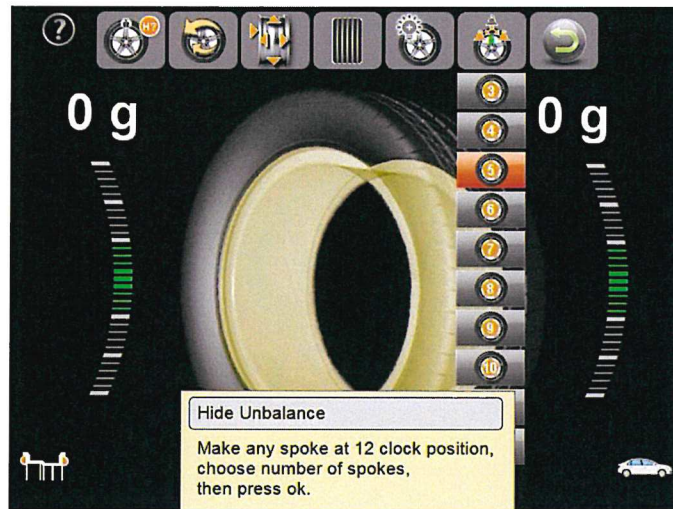 ?
H?
0 g
0 g
3
4
5
6
7
8
9
10
Hide Unbalance
Make any spoke at 12 clock position,
choose number of spokes,
then press ok.